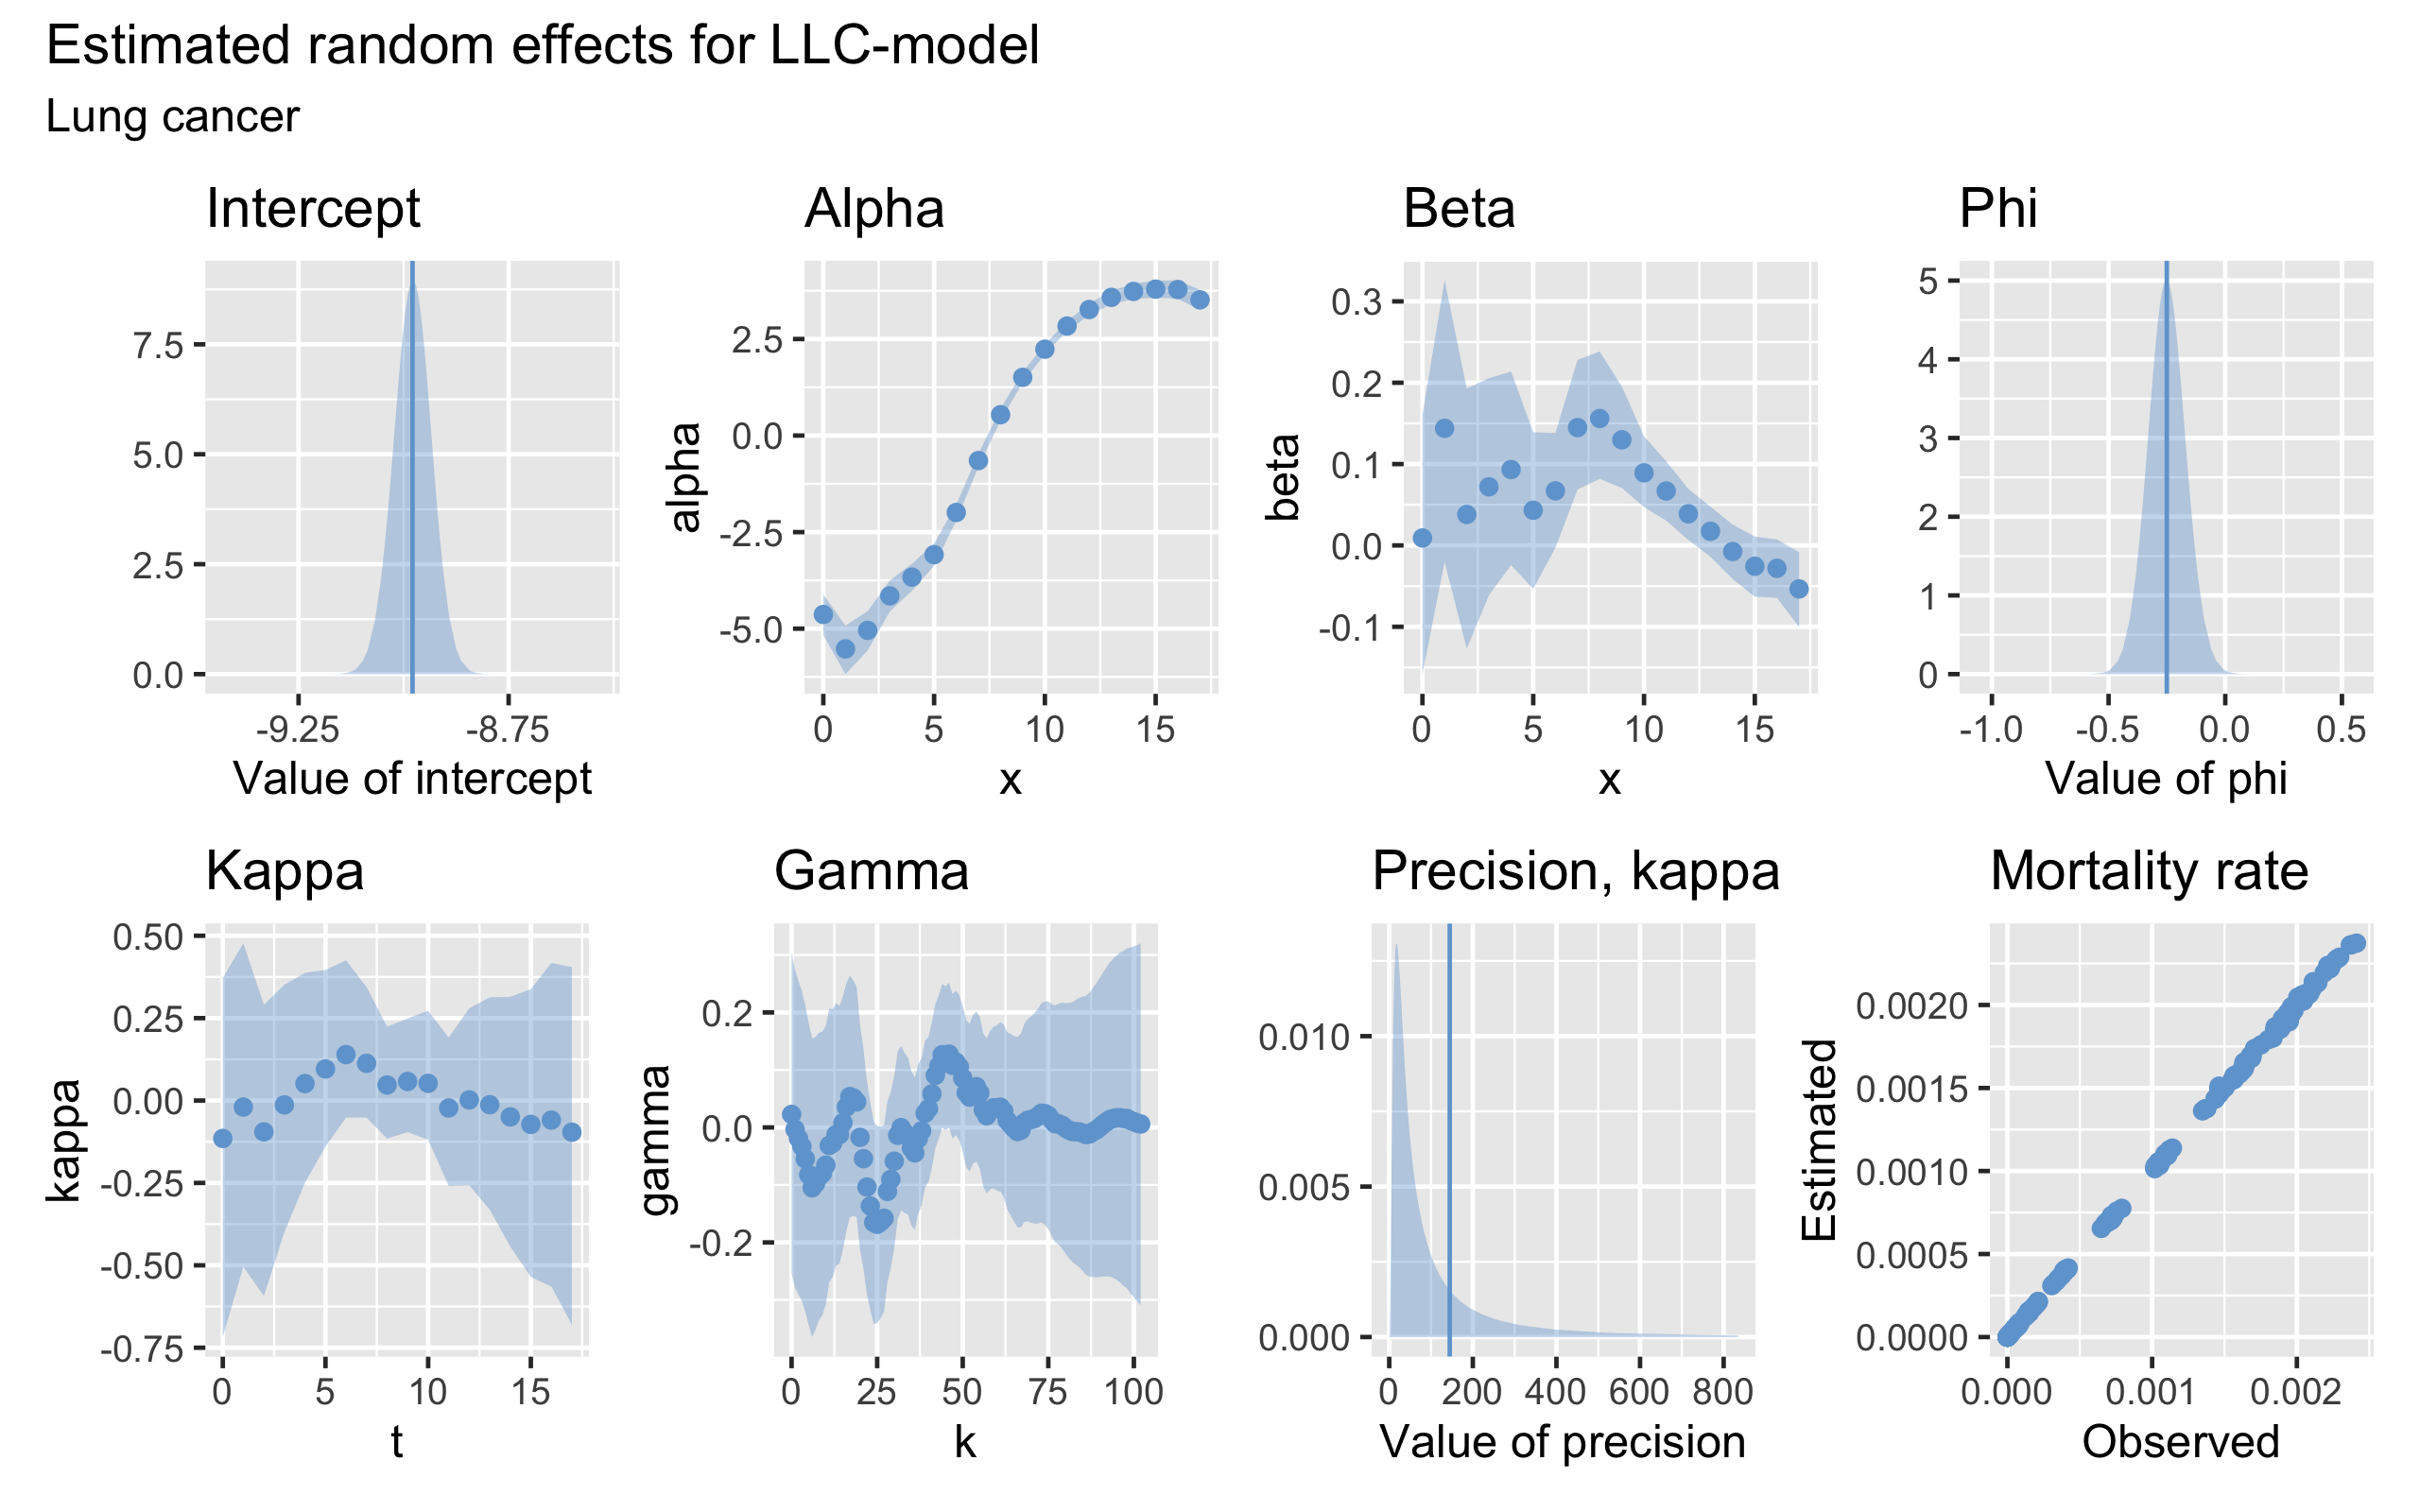 Estimated random effects for LLC-model
Lung cancer
Intercept
7.5
5.0
2.5
0.0
-9.25 -8.75
Value of intercept
Alpha
alpha
2.5
0.0
-2.5
-5.0
0 5 10 15
x
Beta
beta
0.3
0.2
0.1
0.0
-0.1
0 5 10 15
x
Phi
5
4
3
2
1
0
-1.0 -0.5 0.0 0.5
Value of phi
Kappa
kappa
0.50
0.25
0.00
-0.25
-0.50
-0.75
0 5 10 15
t
Gamma
gamma
0.2
0.0
-0.2
0 25 50 75 100
k
Precision, kappa
0.010
0.005
0.000
0 200 400 600 800
Value of precision
Mortality rate
Estimated
0.0020
0.0015
0.0010
0.0005
0.0000
0.000 0.001 0.002
Observed